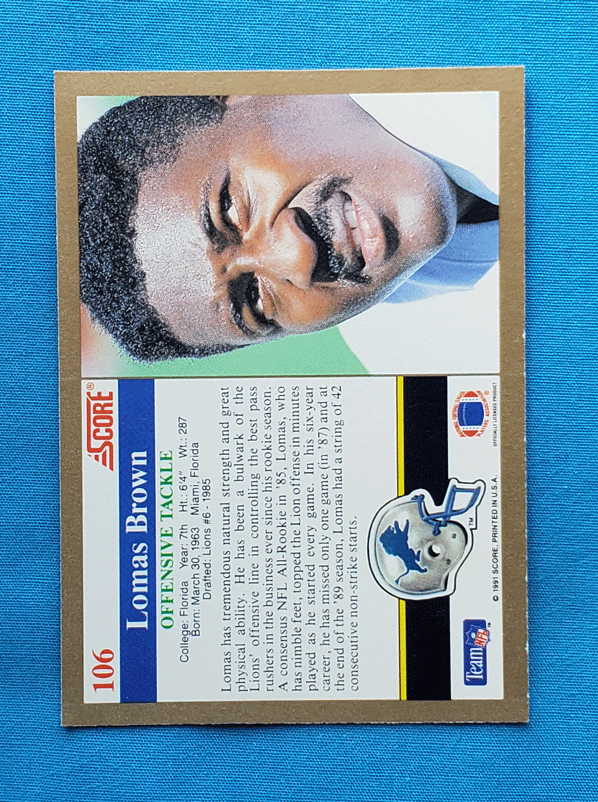 106
SCORE®
Lomas Brown
OFFENSIVE TACKLE
College: Florida Year: 7th Ht.: 6'4" Wt.: 287
Born: March 30, 1963 Miami, Florida
Drafted: Lions #6 - 1985
Lomas has tremendous natural strength and great
physical ability. He has been a bulwark of the
Lions' offensive line in controlling the best pass
rushers in the business ever since his rookie season.
A consensus NFL All-Rookie in '85, Lomas, who
has nimble feet, topped the Lion offense in minutes
played as he started every game. In his six-year
career, he has missed only one game (in '87) and at
the end of the '89 season, Lomas had a string of 42
consecutive non-strike starts.
TM
Team NFL™
© 1991 SCORE, PRINTED IN U.S.A.
OFFICIALLY LICENSED PRODUCT